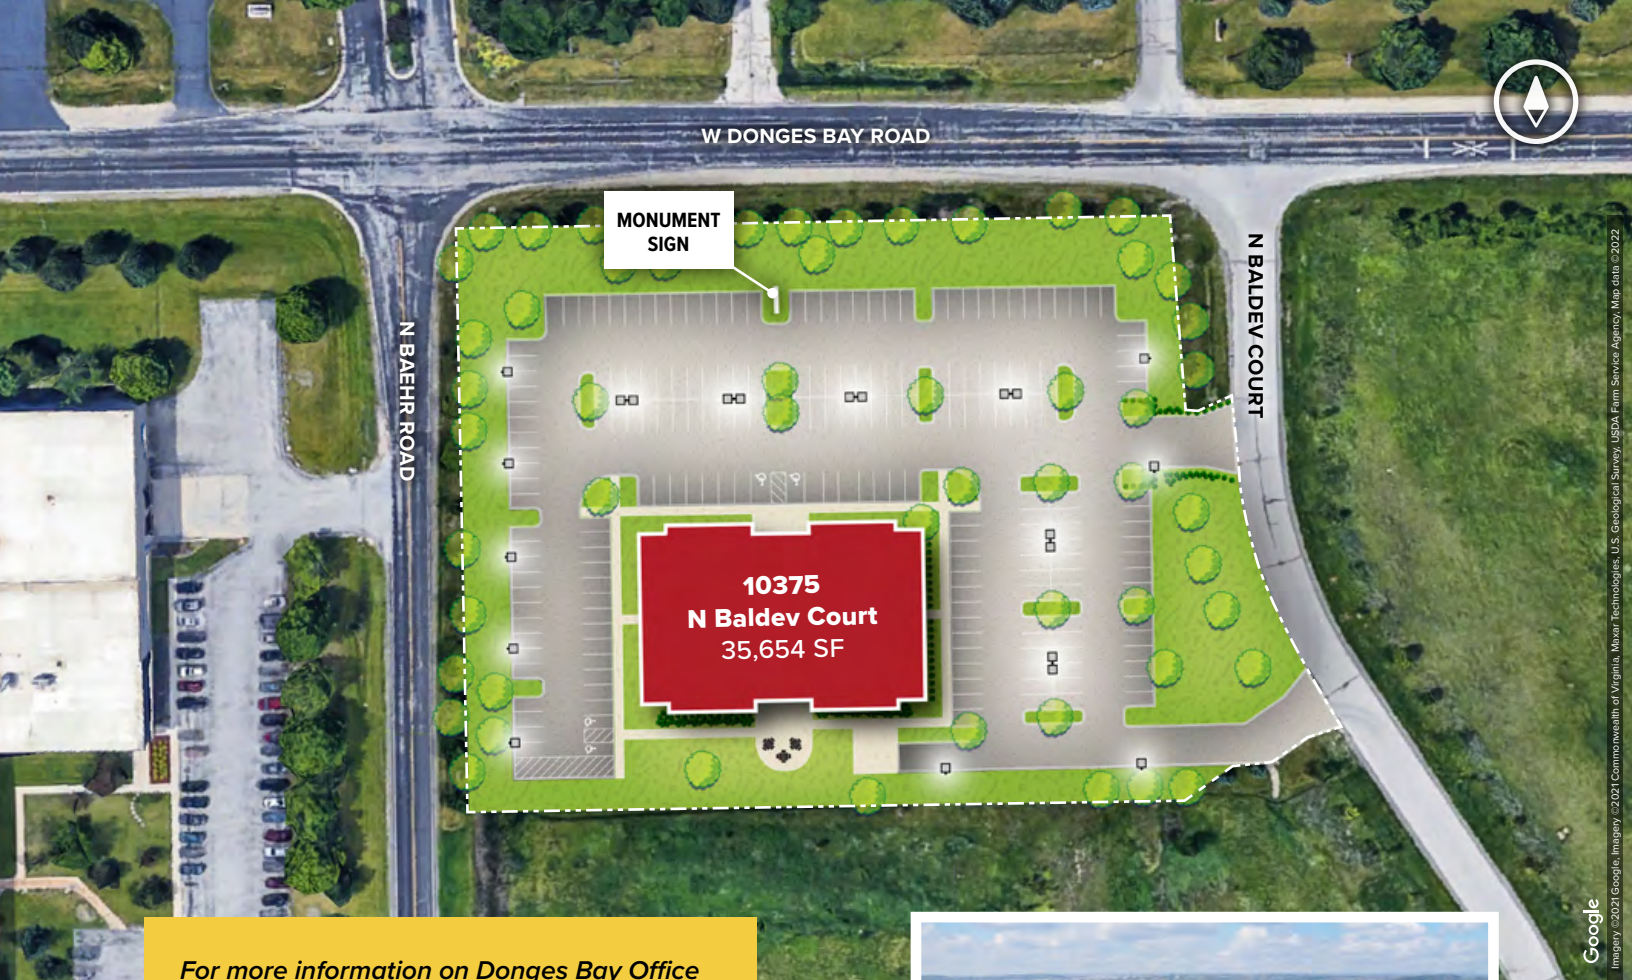 W DONGES BAY ROAD
MONUMENT
SIGN
N BALDEV COURT
N BAEHR ROAD
10375
N Baldev Court
35,654 SF
For more information on Donges Bay Office
Google
Imagery ©2021 Google, Imagery ©2021 Commonwealth of Virginia, Maxar Technologies, U.S. Geological Survey, USDA Farm Service Agency, Map data ©2022